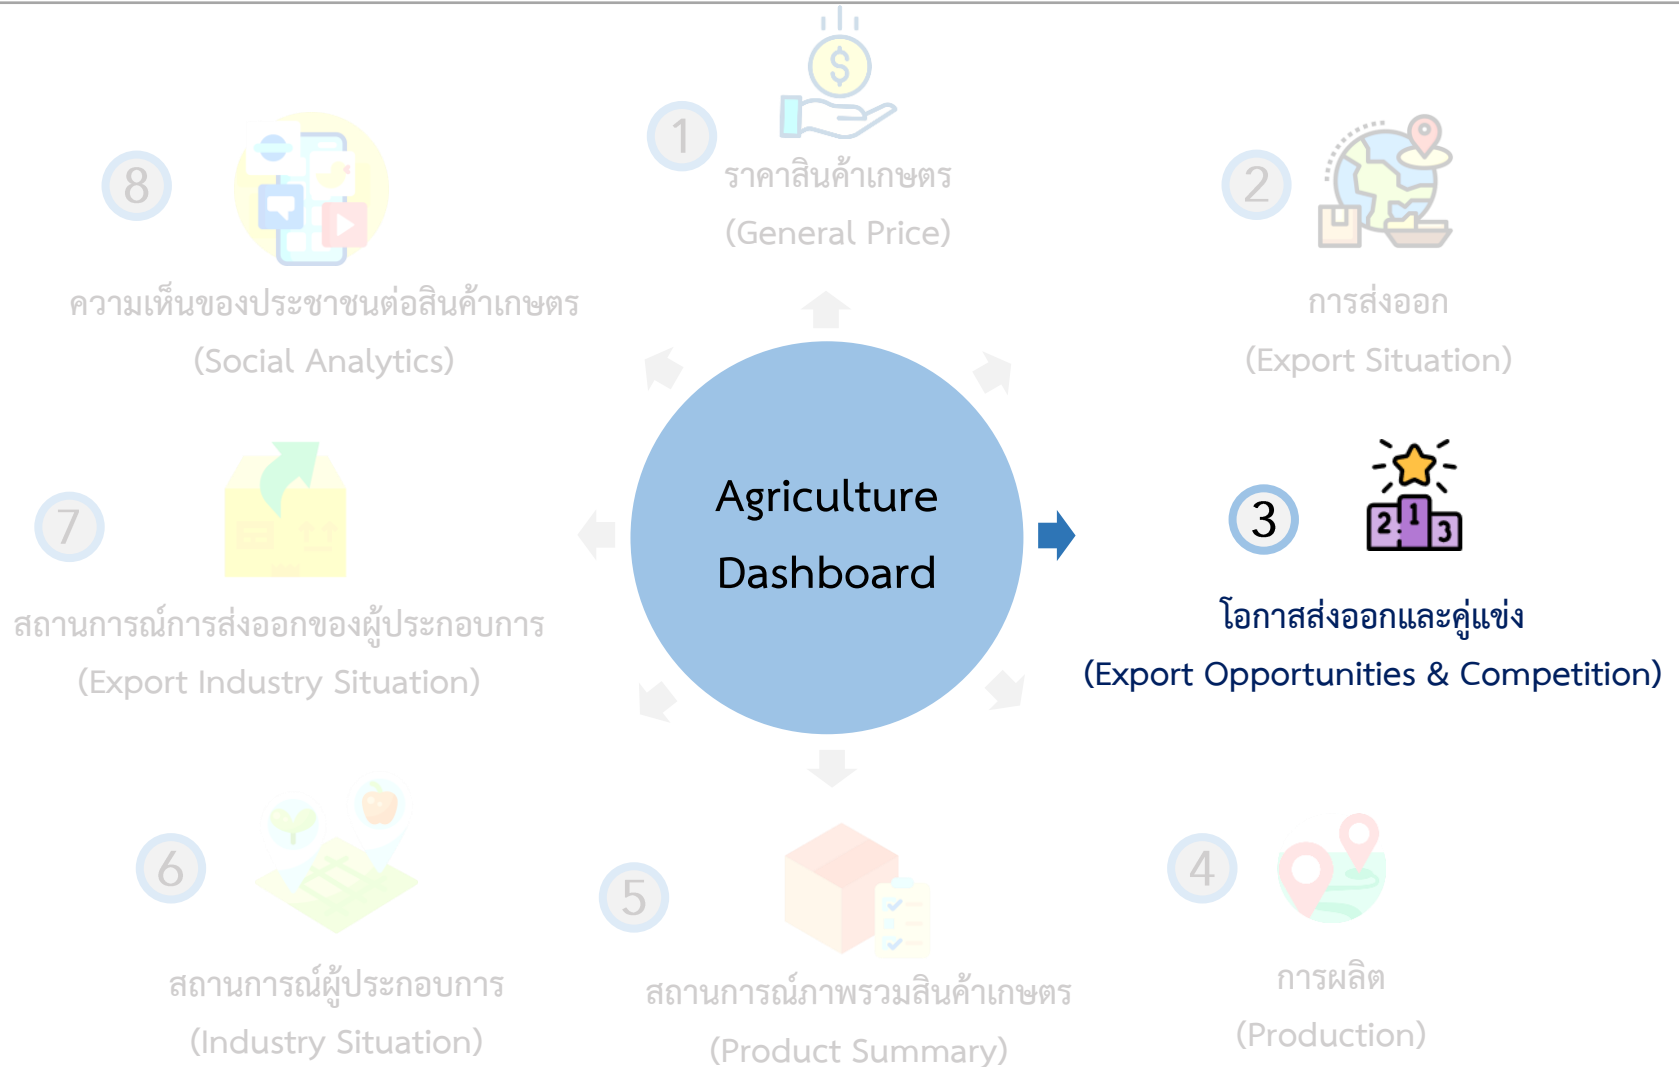 Agriculture
Dashboard
1
ราคาสินค้าเกษตร
(General Price)
2
การส่งออก
(Export Situation)
3
2 1 3
โอกาสส่งออกและคู่แข่ง
(Export Opportunities & Competition)
4
การผลิต
(Production)
5
สถานการณ์ภาพรวมสินค้าเกษตร
(Product Summary)
6
สถานการณ์ผู้ประกอบการ
(Industry Situation)
7
สถานการณ์การส่งออกของผู้ประกอบการ
(Export Industry Situation)
8
ความเห็นของประชาชนต่อสินค้าเกษตร
(Social Analytics)
$